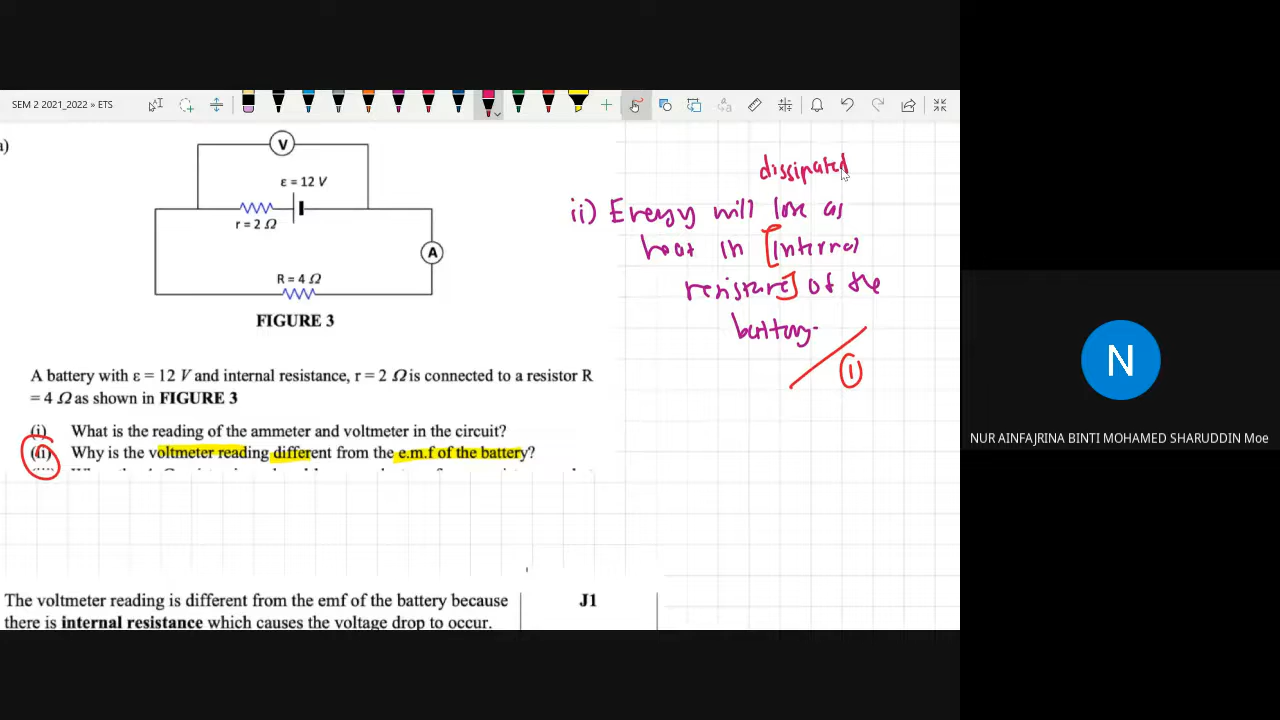 SEM 2 2021_2022 » ETS
a)
V
ε = 12 V
r = 2 Ω
A
R = 4 Ω
FIGURE 3
A battery with ε = 12 V and internal resistance, r = 2 Ω is connected to a resistor R
= 4 Ω as shown in FIGURE 3
(i) What is the reading of the ammeter and voltmeter in the circuit?
(ii) Why is the voltmeter reading different from the e.m.f of the battery?
dissipated
ii) Energy will lose as
heat in [internal
resistance] of the
battery.
1
The voltmeter reading is different from the emf of the battery because
there is internal resistance which causes the voltage drop to occur.
J1
N
NUR AINFAJRINA BINTI MOHAMED SHARUDDIN Moe